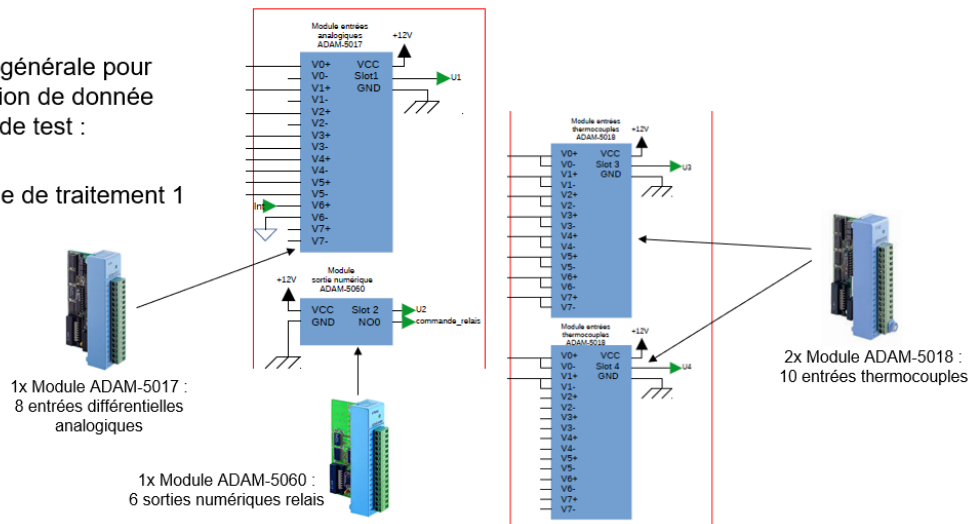 générale pour
ion de donnée
de test :
e de traitement 1
Module entrées
analogiques
ADAM-5017
+12V
V0+ VCC
V0- Slot1
V1+ GND
V1-
V2+
V2-
V3+
V3-
V4+
V4-
V5+
V5-
V6+
V6-
V7+
V7-
U1
Int
Module
sortie numérique
ADAM-5060
+12V
VCC Slot 2
GND NO0
U2
commande_relais
1x Module ADAM-5017 :
8 entrées différentielles
analogiques
1x Module ADAM-5060 :
6 sorties numériques relais
Module entrées
thermocouples
ADAM-5018
+12V
V0+ VCC
V0- Slot 3
V1+ GND
V1-
V2+
V2-
V3+
V3-
V4+
V4-
V5+
V5-
V6+
V6-
V7+
V7-
U3
Module entrées
thermocouples
ADAM-5018
+12V
V0+ VCC
V0- Slot 4
V1+ GND
V1-
V2+
V2-
V3+
V3-
V4+
V4-
V5+
V5-
V6+
V6-
V7+
V7-
U4
2x Module ADAM-5018 :
10 entrées thermocouples